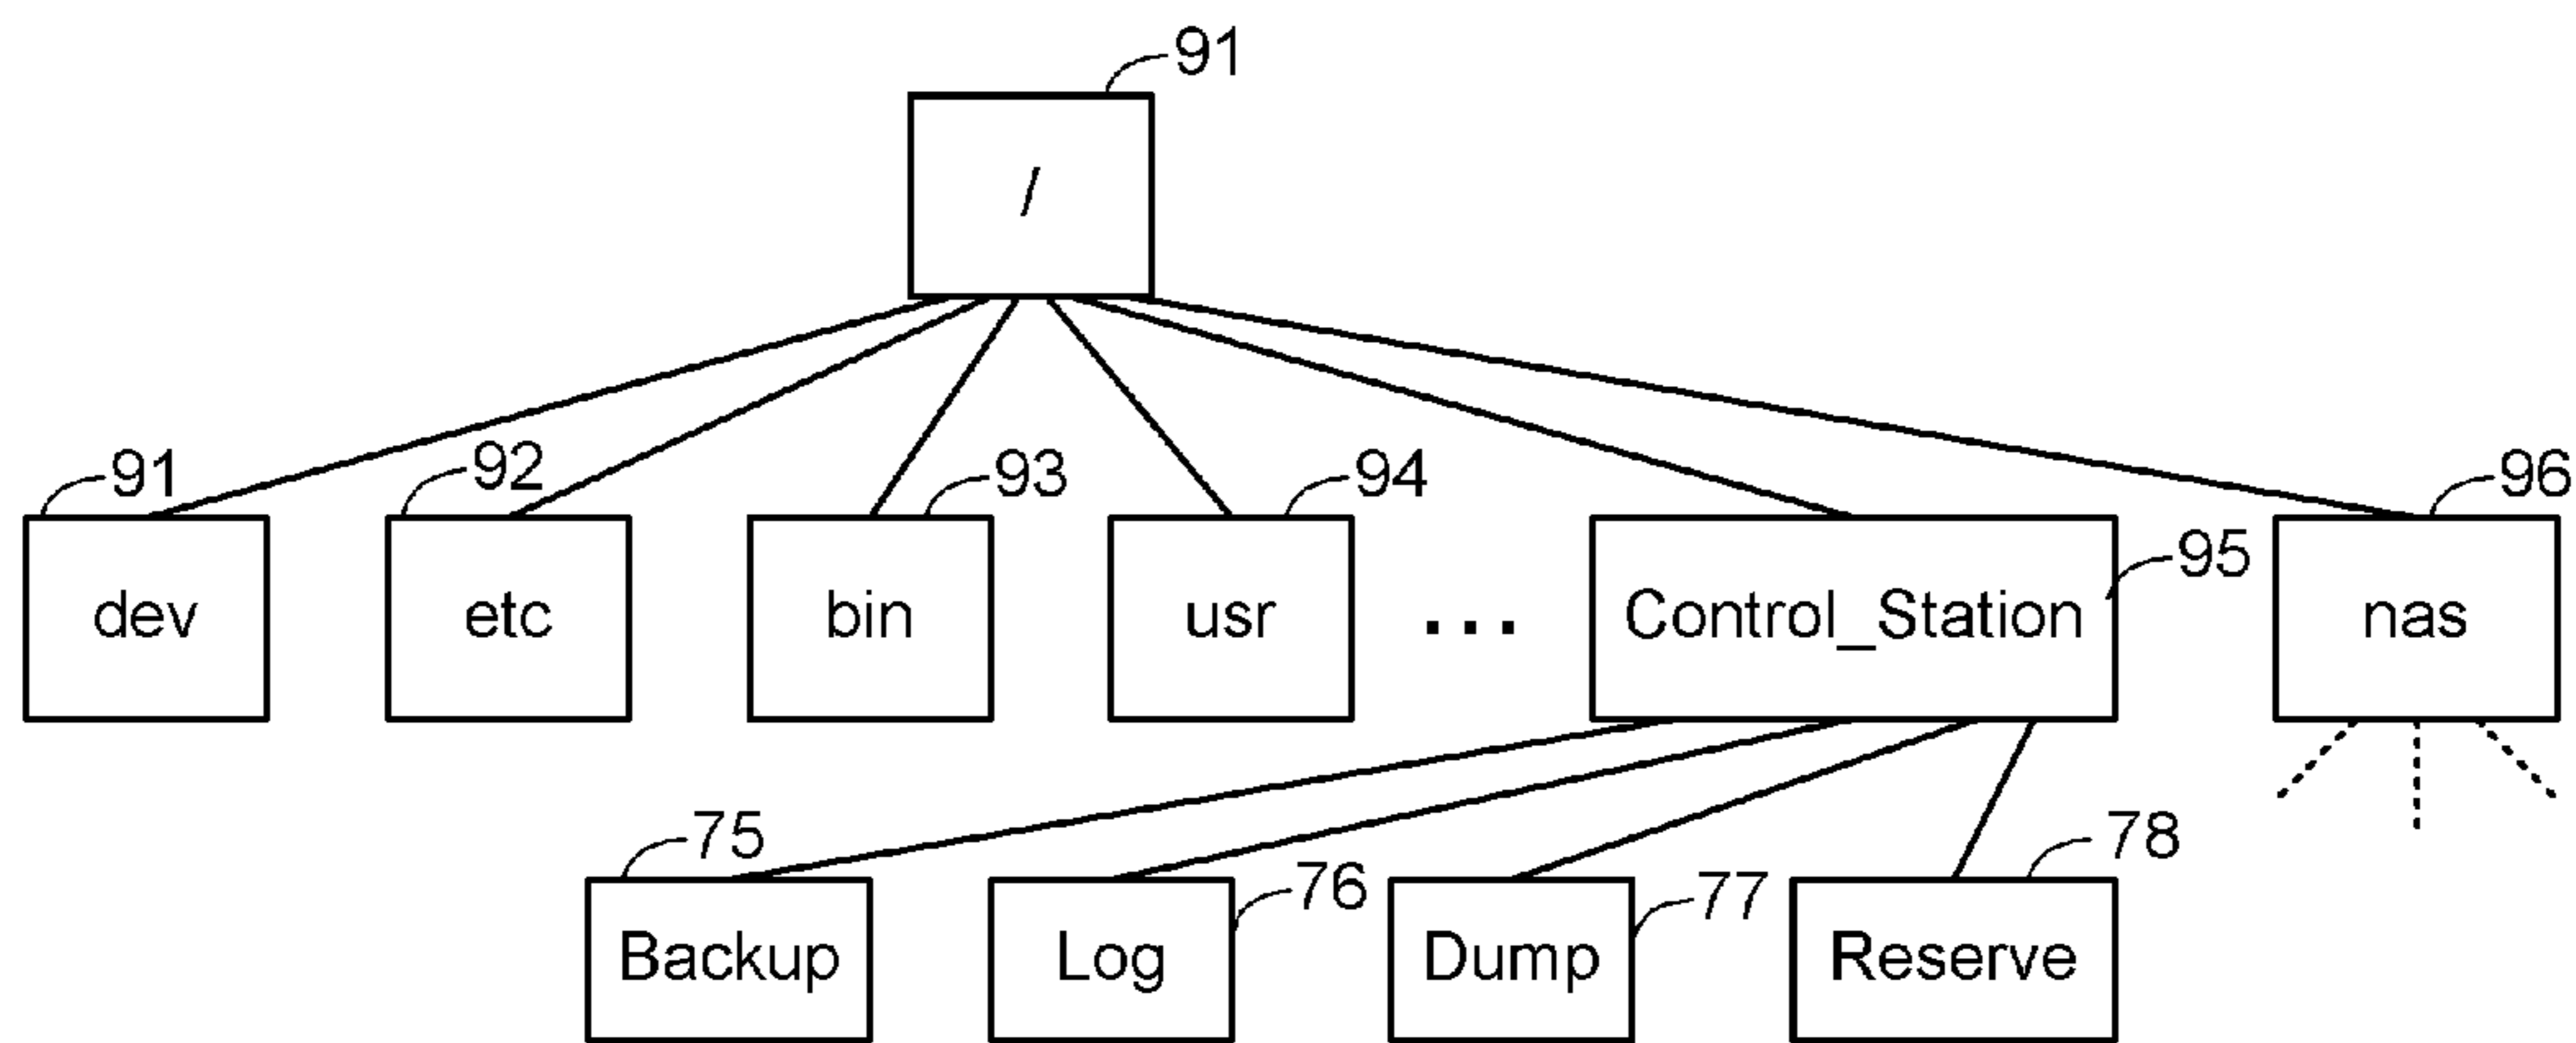 91
/
91 92 93 94 96
dev etc bin usr ... Control_Station 95 nas
75 76 77 78
Backup Log Dump Reserve